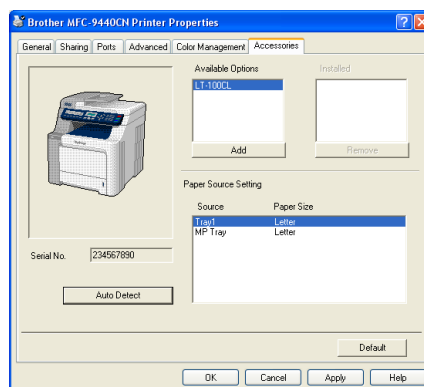 Brother MFC-9440CN Printer Properties
General Sharing Ports Advanced Color Management Accessories
Available Options Installed
LT-100CL
Add Remove
Paper Source Setting
Source Paper Size
Tray1 Letter
MP Tray Letter
Serial No. 234567890
Auto Detect
Default
OK Cancel Apply Help